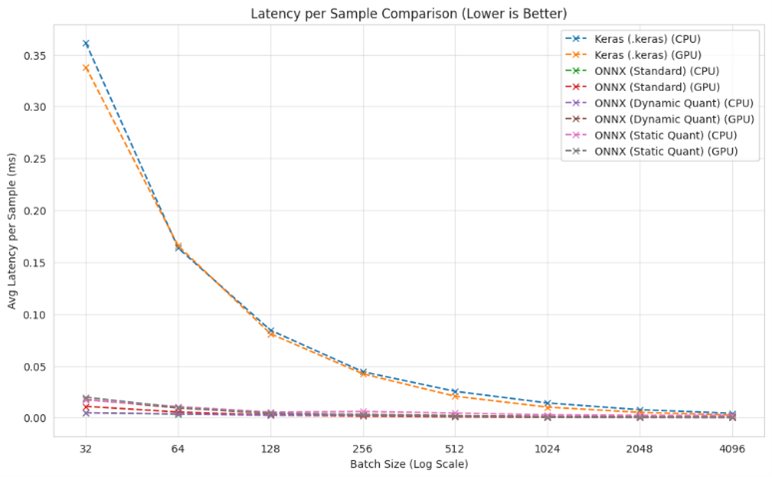 Latency per Sample Comparison (Lower is Better)
Keras (.keras) (CPU)
Keras (.keras) (GPU)
ONNX (Standard) (CPU)
ONNX (Standard) (GPU)
ONNX (Dynamic Quant) (CPU)
ONNX (Dynamic Quant) (GPU)
ONNX (Static Quant) (CPU)
ONNX (Static Quant) (GPU)
Avg Latency per Sample (ms)
0.35
0.30
0.25
0.20
0.15
0.10
0.05
0.00
32 64 128 256 512 1024 2048 4096
Batch Size (Log Scale)